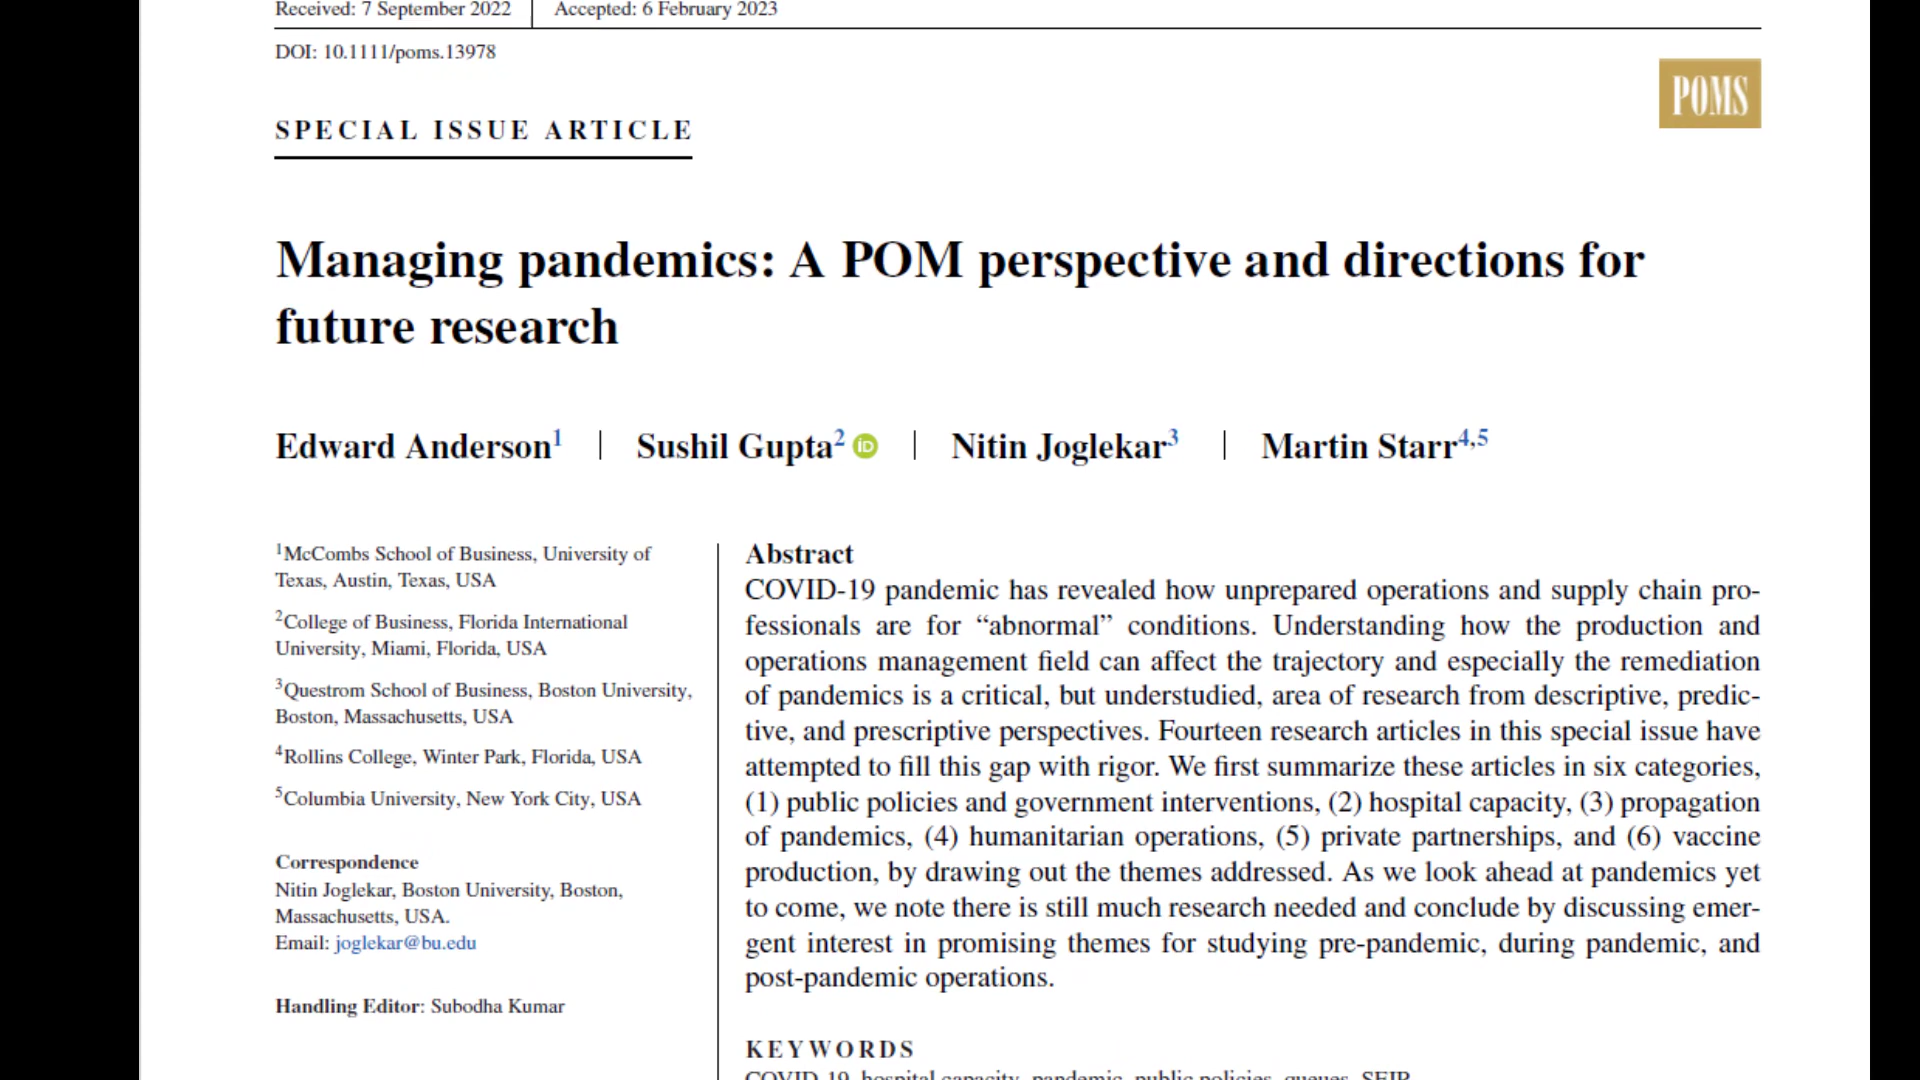 Received: 7 September 2022 Accepted: 6 February 2023
DOI: 10.1111/poms.13978
POMS
SPECIAL ISSUE ARTICLE
Managing pandemics: A POM perspective and directions for
future research
Edward Anderson1 | Sushil Gupta2 iD | Nitin Joglekar3 | Martin Starr4,5
1McCombs School of Business, University of
Texas, Austin, Texas, USA
2College of Business, Florida International
University, Miami, Florida, USA
3Questrom School of Business, Boston University,
Boston, Massachusetts, USA
4Rollins College, Winter Park, Florida, USA
5Columbia University, New York City, USA
Correspondence
Nitin Joglekar, Boston University, Boston,
Massachusetts, USA.
Email: joglekar@bu.edu
Handling Editor: Subodha Kumar
Abstract
COVID-19 pandemic has revealed how unprepared operations and supply chain pro-
fessionals are for “abnormal” conditions. Understanding how the production and
operations management field can affect the trajectory and especially the remediation
of pandemics is a critical, but understudied, area of research from descriptive, predic-
tive, and prescriptive perspectives. Fourteen research articles in this special issue have
attempted to fill this gap with rigor. We first summarize these articles in six categories,
(1) public policies and government interventions, (2) hospital capacity, (3) propagation
of pandemics, (4) humanitarian operations, (5) private partnerships, and (6) vaccine
production, by drawing out the themes addressed. As we look ahead at pandemics yet
to come, we note there is still much research needed and conclude by discussing emer-
gent interest in promising themes for studying pre-pandemic, during pandemic, and
post-pandemic operations.
KEYWORDS
COVID-19, hospital capacity, pandemic, public policies, queues, SEIR